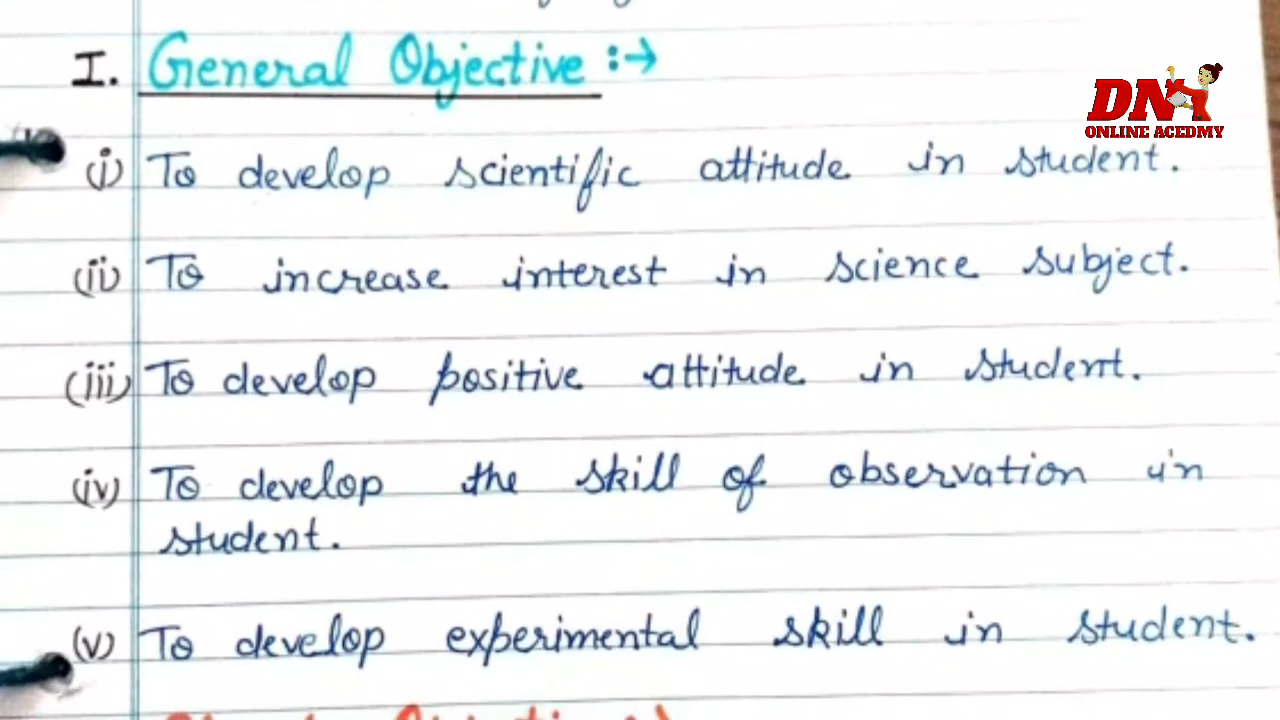 I. General Objective :→
DNA
ONLINE ACEDMY
(i) To develop scientific attitude in student.
(ii) To increase interest in science subject.
(iii) To develop positive attitude in student.
(iv) To develop the skill of observation in
student.
(v) To develop experimental skill in student.